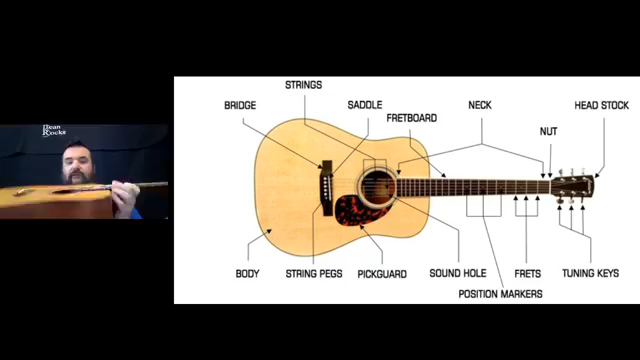 Dean
Rocks
STRINGS
BRIDGE
SADDLE
FRETBOARD
NECK
NUT
HEAD STOCK
BODY
STRING PEGS
PICKGUARD
SOUND HOLE
FRETS
TUNING KEYS
POSITION MARKERS